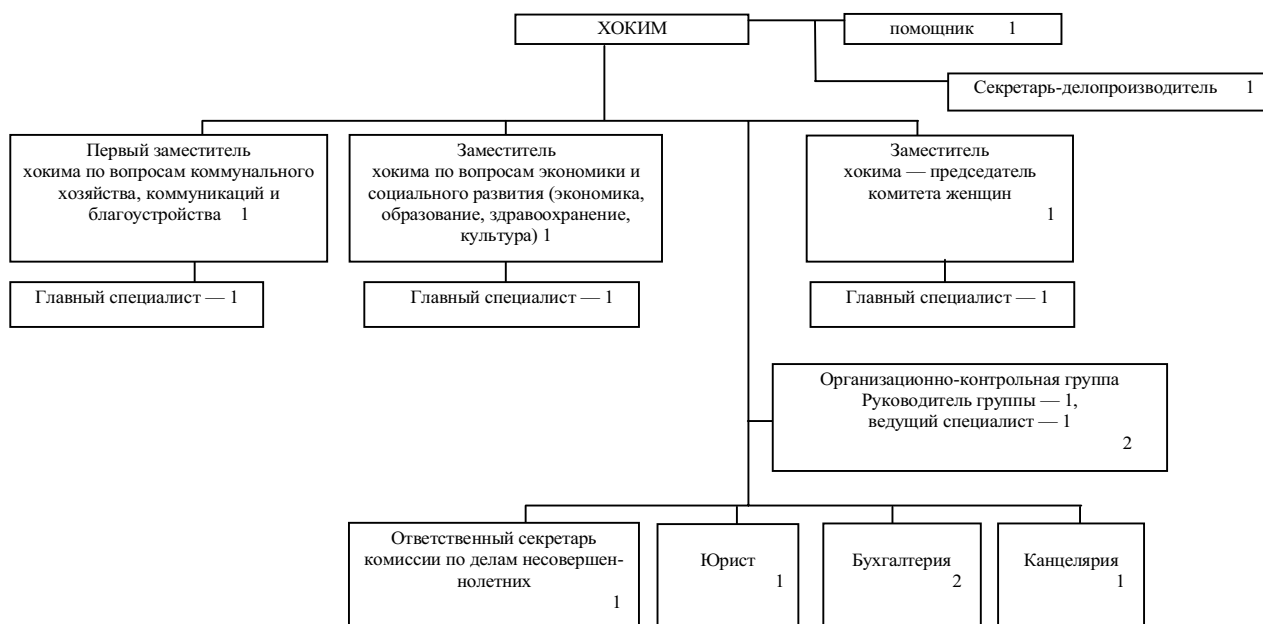 ХОКИМ
помощник 1
Секретарь-делопроизводитель 1
Первый заместитель
хокима по вопросам коммунального
хозяйства, коммуникаций и
благоустройства 1
Заместитель
хокима по вопросам экономики и
социального развития (экономика,
образование, здравоохранение,
культура) 1
Заместитель
хокима — председатель
комитета женщин
1
Главный специалист — 1
Главный специалист — 1
Главный специалист — 1
Организационно-контрольная группа
Руководитель группы — 1,
ведущий специалист — 1
2
Ответственный секретарь
комиссии по делам несовершен-
ннолетних
1
Юрист
1
Бухгалтерия
2
Канцелярия
1